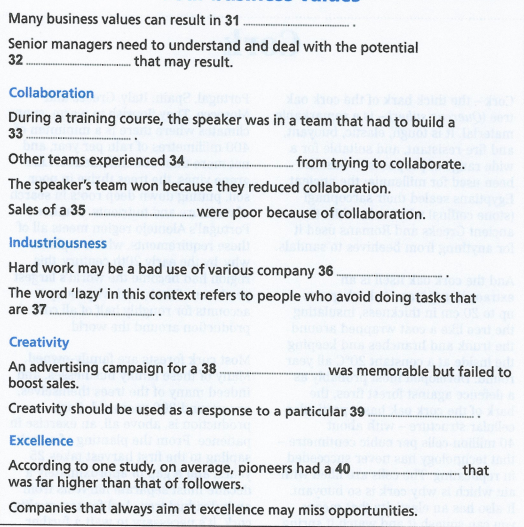 Many business values can result in 31 .................................... .
Senior managers need to understand and deal with the potential
32 .................................... that may result.
Collaboration
During a training course, the speaker was in a team that had to build a
33 .................................... .
Other teams experienced 34 .................................... from trying to collaborate.
The speaker's team won because they reduced collaboration.
Sales of a 35 .................................... were poor because of collaboration.
Industriousness
Hard work may be a bad use of various company 36 .................................... .
The word 'lazy' in this context refers to people who avoid doing tasks that
are 37 .................................... .
Creativity
An advertising campaign for a 38 .................................... was memorable but failed to
boost sales.
Creativity should be used as a response to a particular 39 .................................... .
Excellence
According to one study, on average, pioneers had a 40 .................................... that
was far higher than that of followers.
Companies that always aim at excellence may miss opportunities.